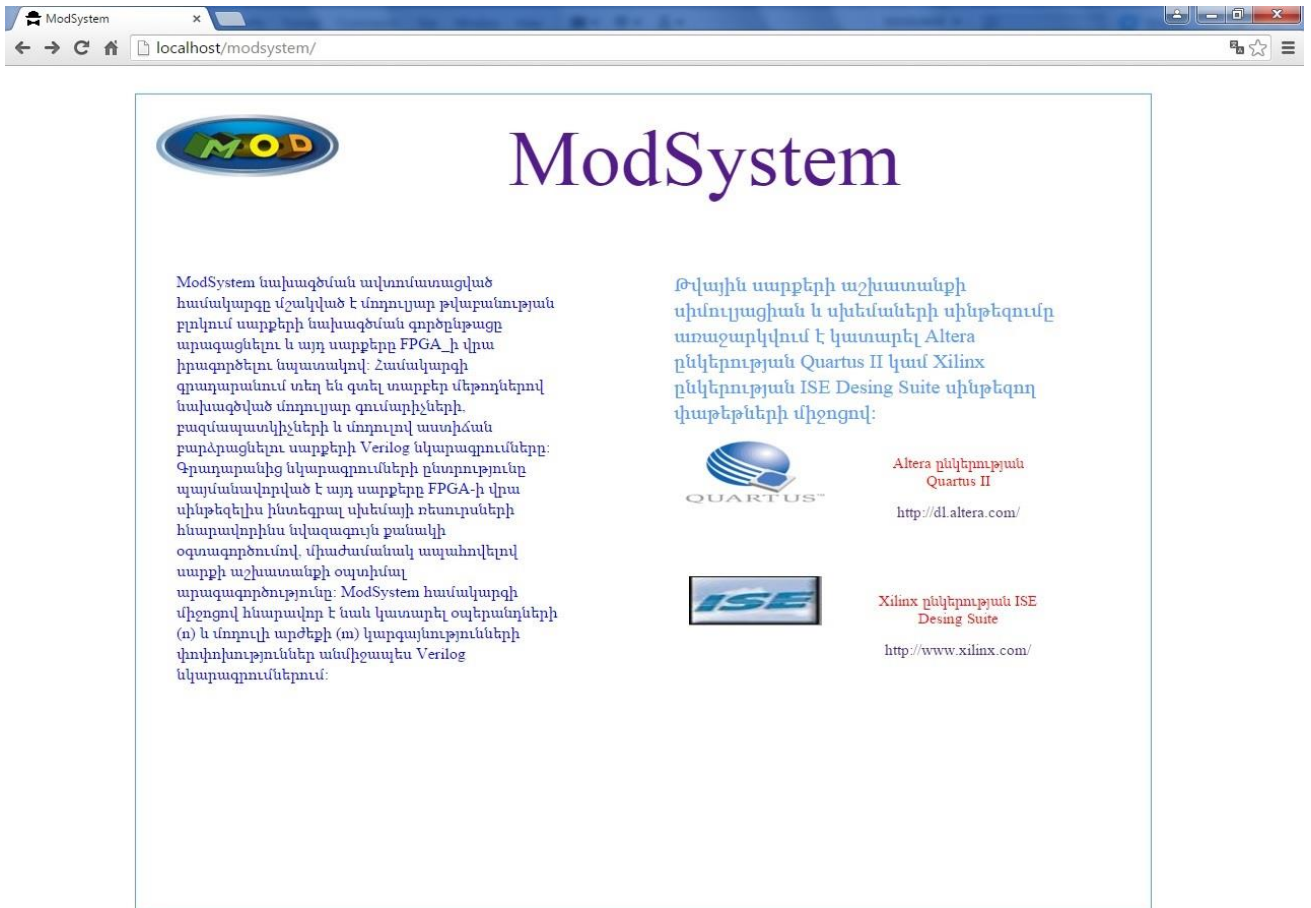 ModSystem
localhost/modsystem/
MOD
ModSystem
ModSystem նախագծման ավտոմատացված
համակարգը մշակված է մոդուլյար թվաբանության
բլոկում սարքերի նախագծման գործընթացը
արագացնելու և այդ սարքերը FPGA_ի վրա
իրագործելու նպատակով: Համակարգի
գրադարանում տեղ են գտել տարբեր մեթոդներով
նախագծված մոդուլյար գումարիչների,
բազմապատկիչների և մոդուլով աստիճան
բարձրացնելու սարքերի Verilog նկարագրումները:
Գրադարանից նկարագրումների ընտրությունը
պայմանավորված է այդ սարքերը FPGA-ի վրա
սինթեզելիս ինտեգրալ սխեմայի ռեսուրսների
հնարավորինս նվազագույն քանակի
օգտագործումով, միաժամանակ ապահովելով
սարքի աշխատանքի օպտիմալ
արագագործությունը: ModSystem համակարգի
միջոցով հնարավոր է նաև կատարել օպերանդների
(n) և մոդուլի արժեքի (m) կարգայնությունների
փոփոխություններ անմիջապես Verilog
նկարագրումներում:
Թվային սարքերի աշխատանքի
սիմուլյացիան և սխեմաների սինթեզումը
առաջարկվում է կատարել Altera
ընկերության Quartus II կամ Xilinx
ընկերության ISE Desing Suite սինթեզող
փաթեթների միջոցով:
QUARTUS™
Altera ընկերության
Quartus II
http://dl.altera.com/
ISE
Xilinx ընկերության ISE
Desing Suite
http://www.xilinx.com/